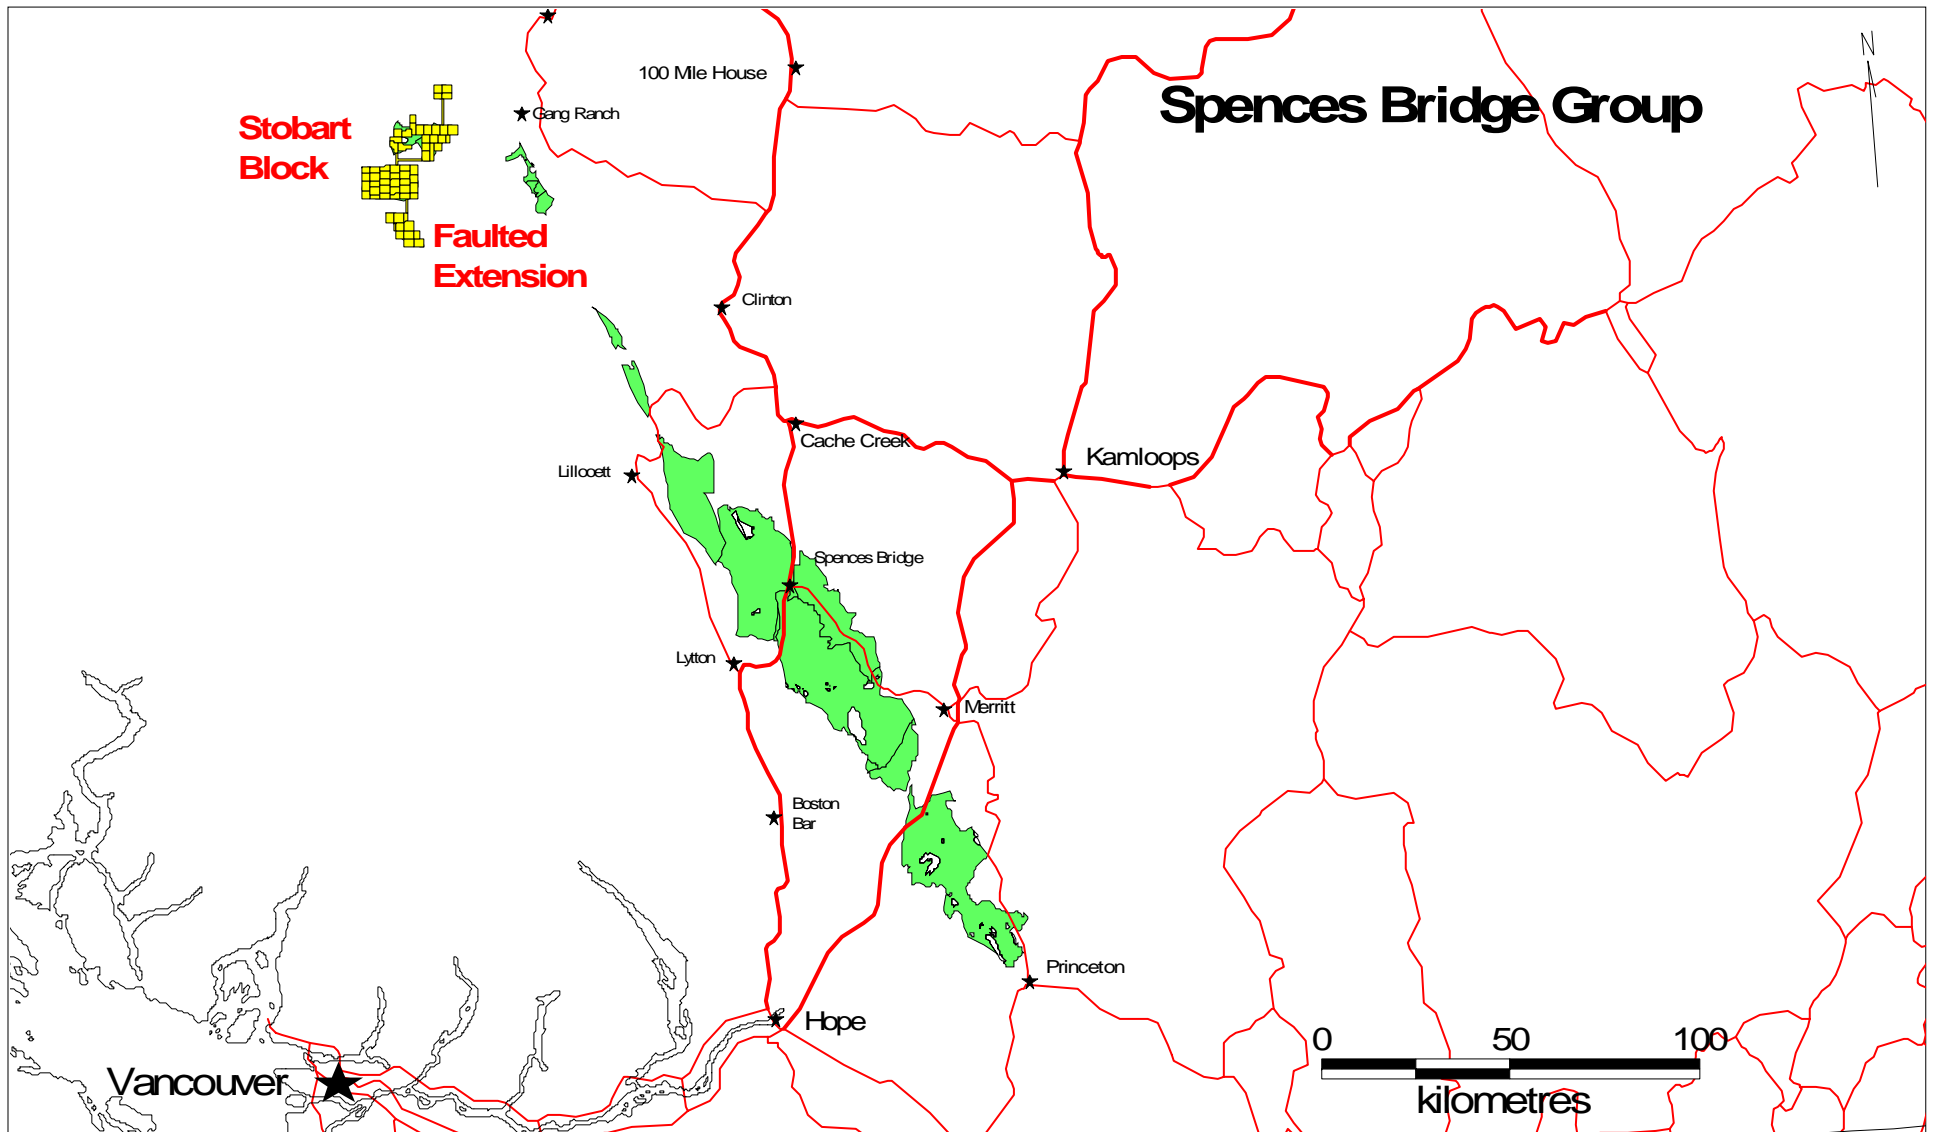 N
100 Mile House
Spences Bridge Group
Gang Ranch
Stobart
Block
Faulted
Extension
Clinton
Cache Creek
Kamloops
Lillooett
Spences Bridge
Lytton
Merritt
Boston
Bar
Princeton
Hope
0 50 100
kilometres
Vancouver